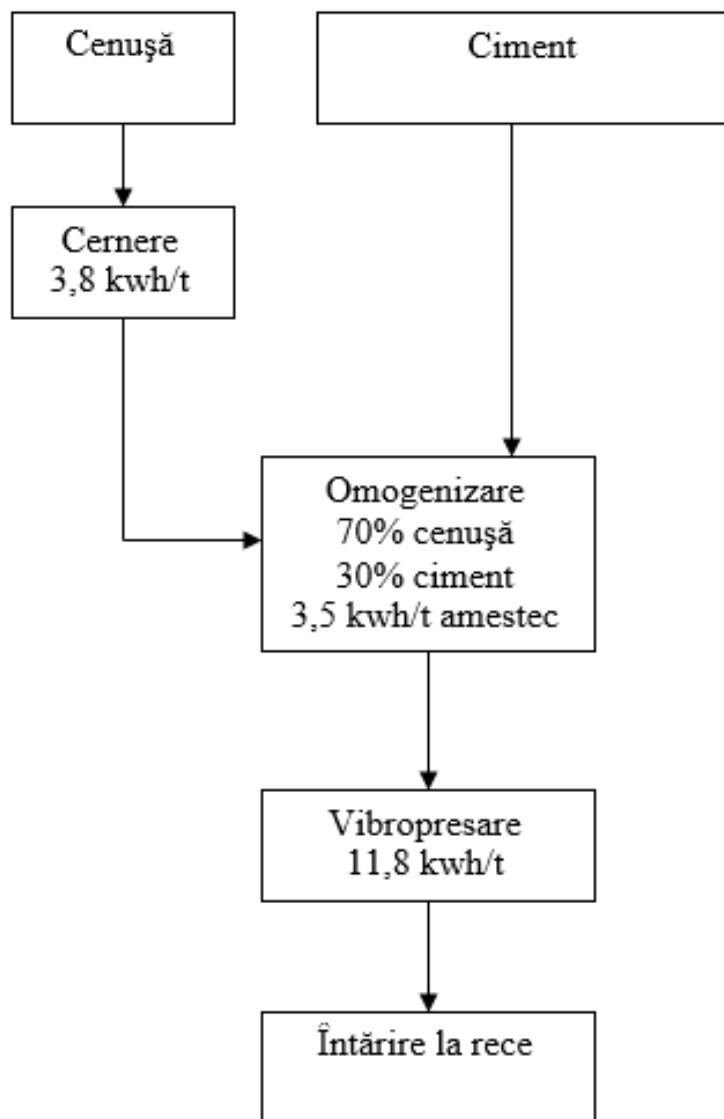 Cenuşă
Ciment
Cernere
3,8 kwh/t
Omogenizare
70% cenuşă
30% ciment
3,5 kwh/t amestec
Vibropresare
11,8 kwh/t
Întărire la rece